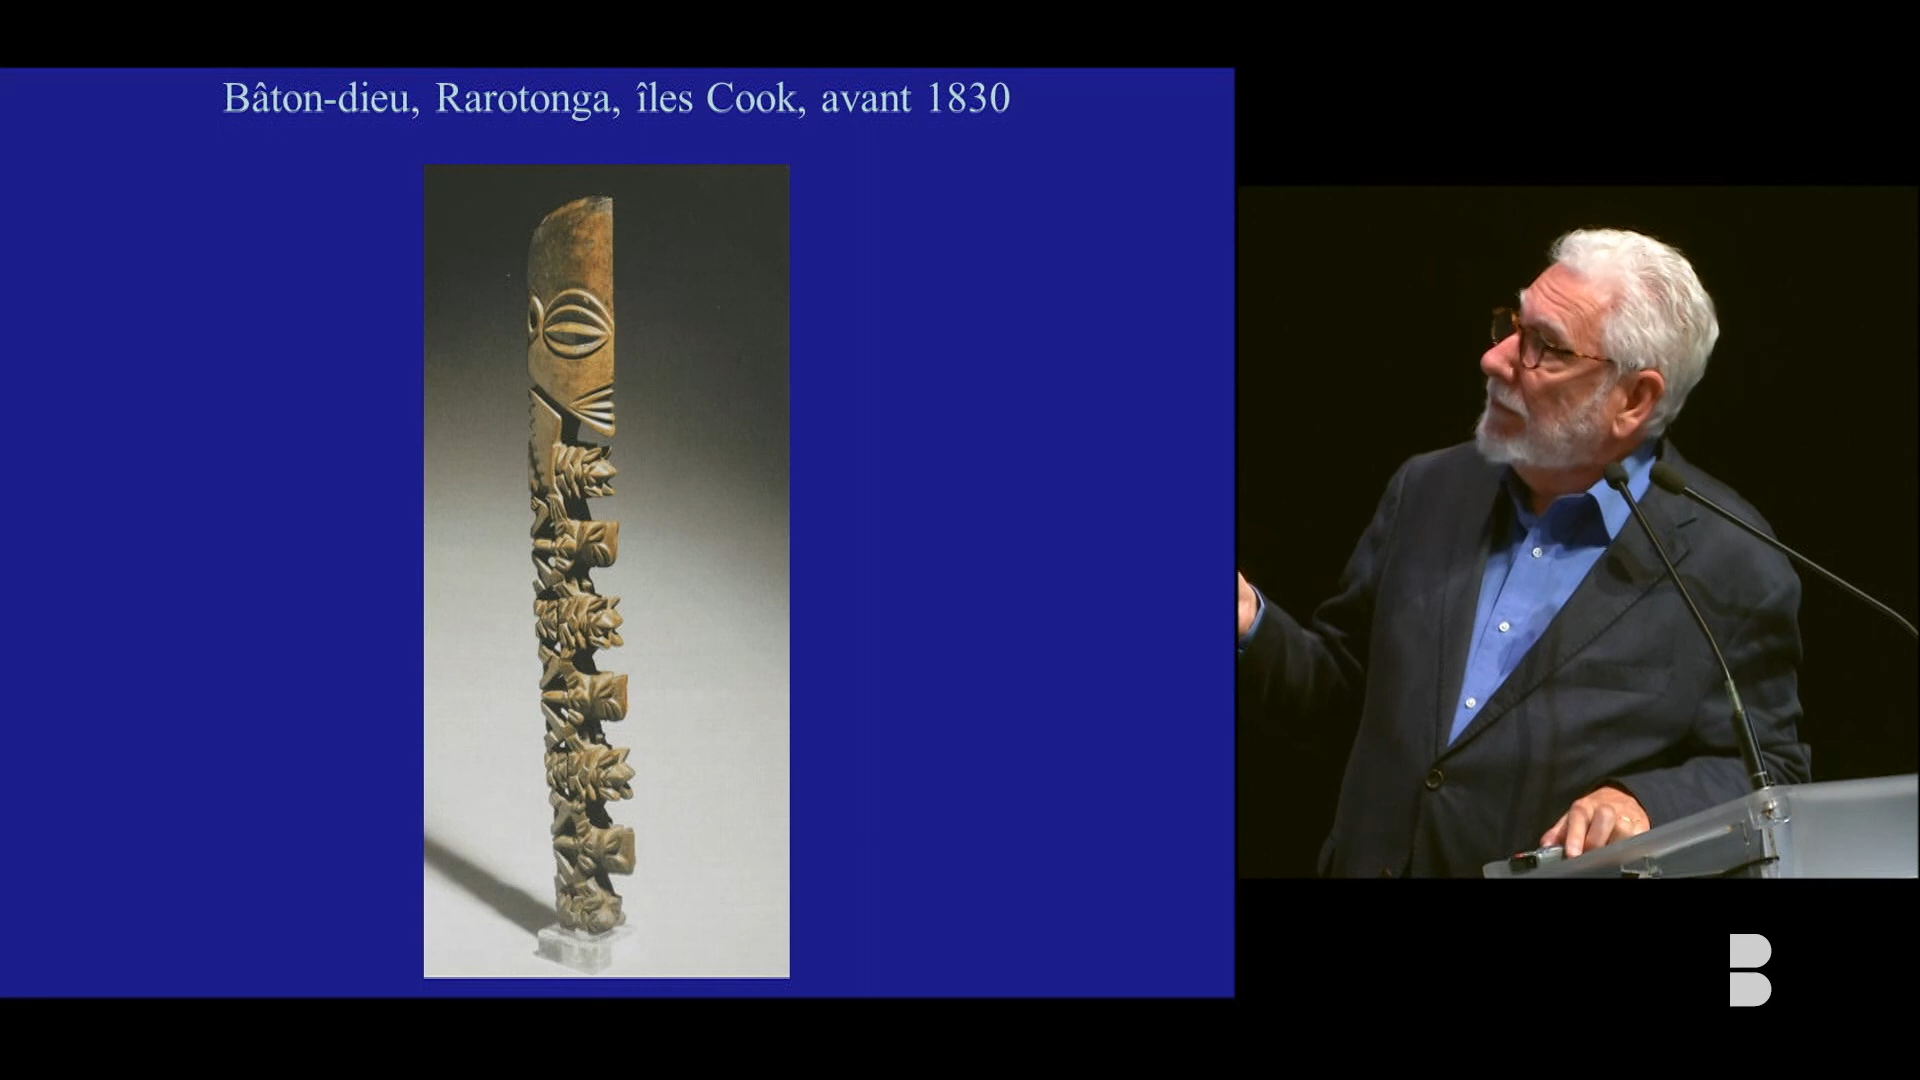 Bâton-dieu, Rarotonga, îles Cook, avant 1830
B